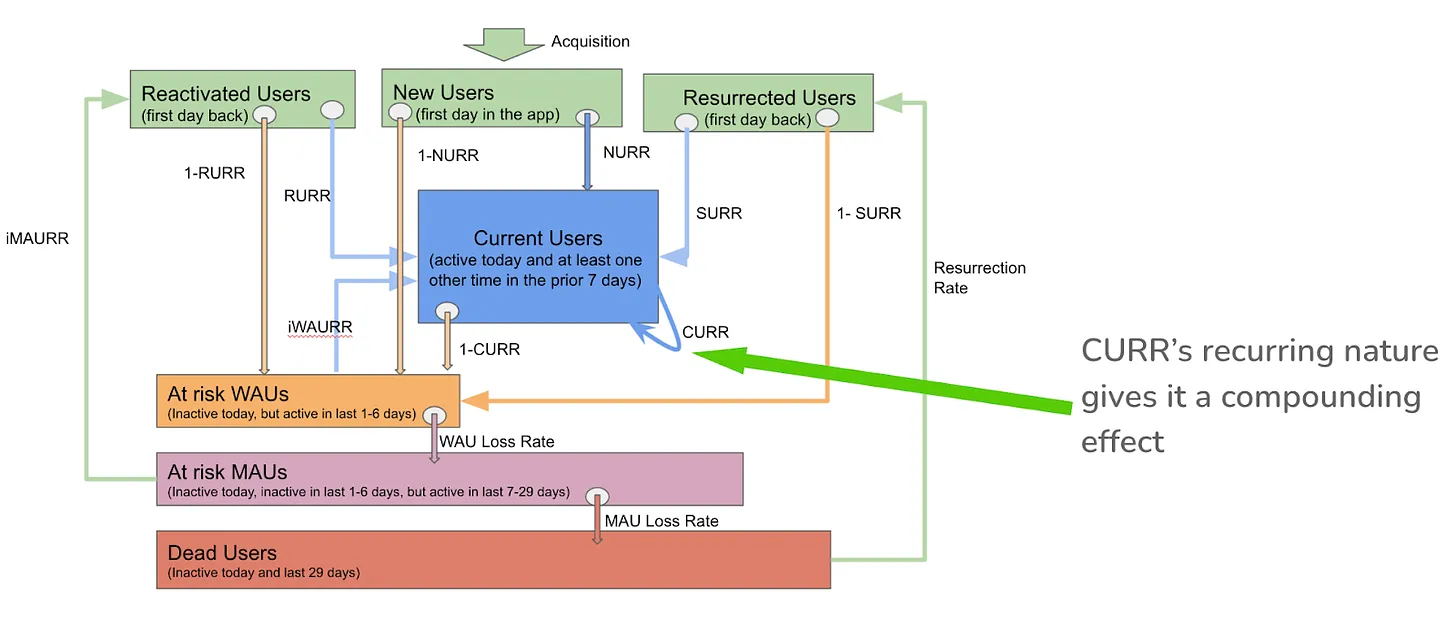 Acquisition
Reactivated Users
(first day back)
New Users
(first day in the app)
Resurrected Users
(first day back)
1-RURR
RURR
1-NURR
NURR
SURR
1- SURR
iMAURR
Current Users
(active today and at least one
other time in the prior 7 days)
Resurrection
Rate
iWAURR
1-CURR
CURR
CURR’s recurring nature
gives it a compounding
effect
At risk WAUs
(Inactive today, but active in last 1-6 days)
WAU Loss Rate
At risk MAUs
(Inactive today, inactive in last 1-6 days, but active in last 7-29 days)
MAU Loss Rate
Dead Users
(Inactive today and last 29 days)